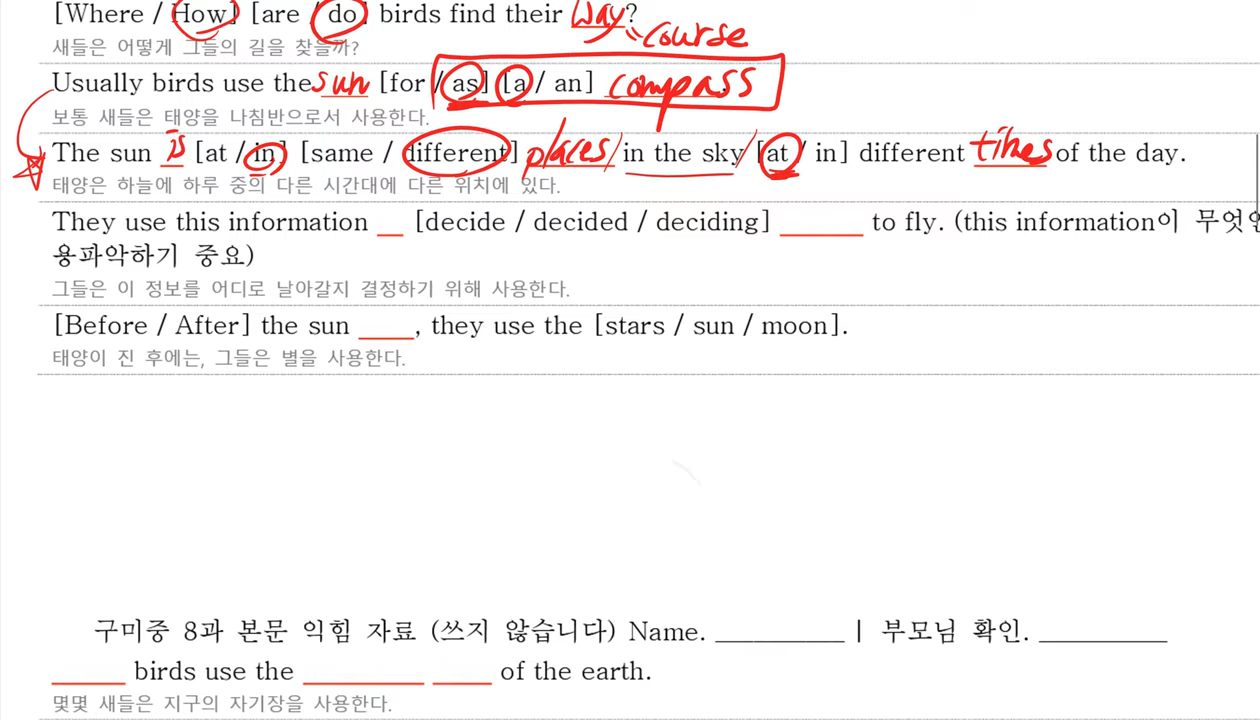 [Where / How] [are / do] birds find their way?
course
새들은 어떻게 그들의 길을 찾을까?
Usually birds use the sun [for / as] [a / an] compass.
보통 새들은 태양을 나침반으로서 사용한다.
The sun is [at / in] [same / different] places / in the sky / [at / in] different times of the day.
태양은 하늘에 하루 중의 다른 시간대에 다른 위치에 있다.
They use this information __ [decide / decided / deciding] ______ to fly. (this information이 무엇인
용파악하기 중요)
그들은 이 정보를 어디로 날아갈지 결정하기 위해 사용한다.
[Before / After] the sun ____, they use the [stars / sun / moon].
태양이 진 후에는, 그들은 별을 사용한다.
구미중 8과 본문 익힘 자료 (쓰지 않습니다) Name. __________ | 부모님 확인. __________
______ birds use the __________ _____ of the earth.
몇몇 새들은 지구의 자기장을 사용한다.